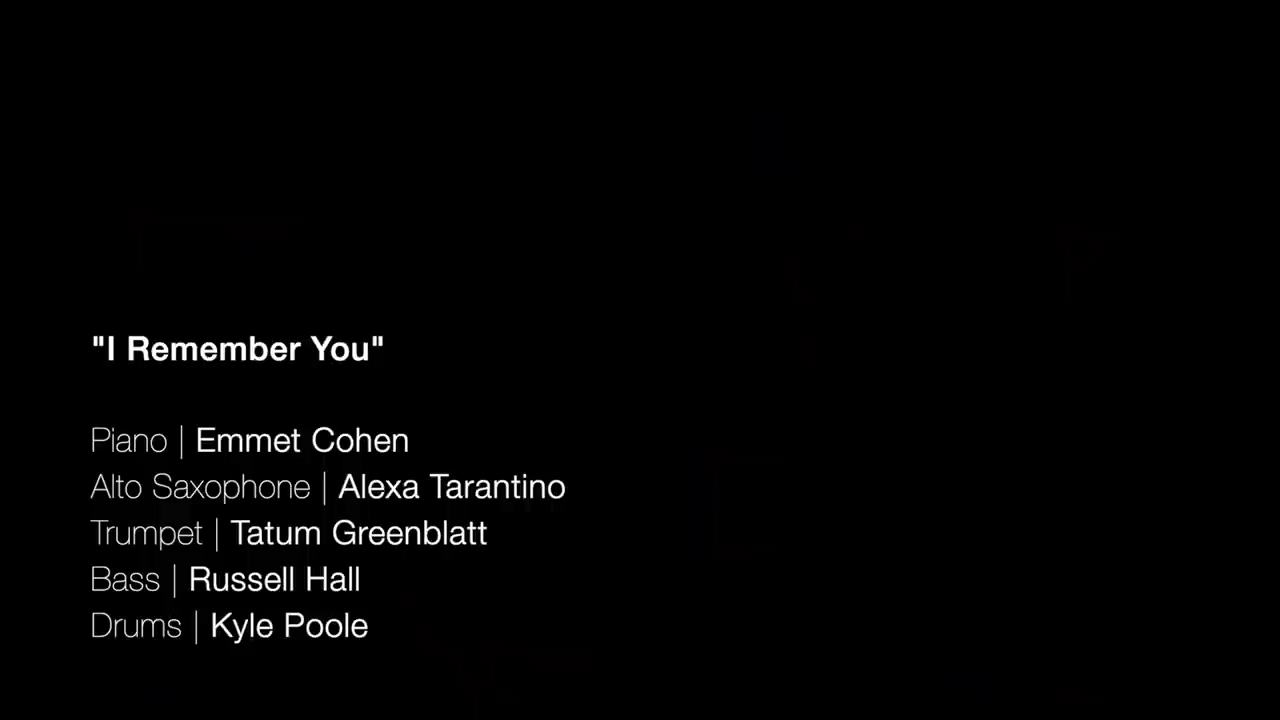 "I Remember You"
Piano | Emmet Cohen
Alto Saxophone | Alexa Tarantino
Trumpet | Tatum Greenblatt
Bass | Russell Hall
Drums | Kyle Poole